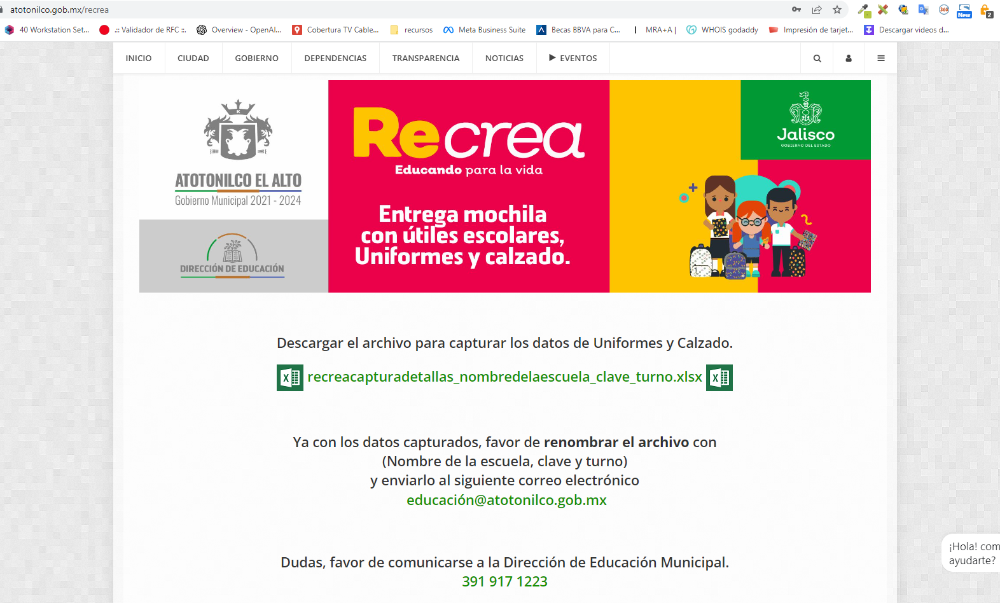 atotonilco.gob.mx/recrea
New
2
40 Workstation Set...
.:: Validador de RFC ::.
Overview - OpenAI...
Cobertura TV Cable...
recursos
Meta Business Suite
Becas BBVA para C...
MRA+A |
WHOIS godaddy
Impresión de tarjet...
Descargar videos d...
INICIO
CIUDAD
GOBIERNO
DEPENDENCIAS
TRANSPARENCIA
NOTICIAS
EVENTOS
ATOTONILCO EL ALTO
Gobierno Municipal 2021 - 2024
DIRECCIÓN DE EDUCACIÓN
Recrea
Educando para la vida
Entrega mochila
con útiles escolares,
Uniformes y calzado.
Jalisco
GOBIERNO DEL ESTADO
Descargar el archivo para capturar los datos de Uniformes y Calzado.
recreacapturadetallas_nombredelaescuela_clave_turno.xlsx
Ya con los datos capturados, favor de renombrar el archivo con
(Nombre de la escuela, clave y turno)
y enviarlo al siguiente correo electrónico
educación@atotonilco.gob.mx
Dudas, favor de comunicarse a la Dirección de Educación Municipal.
391 917 1223
¡Hola! com
ayudarte?